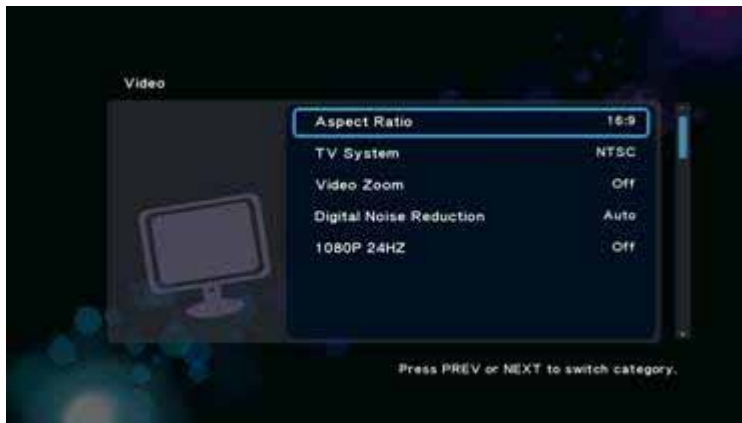 Video
Aspect Ratio 16:9
TV System NTSC
Video Zoom Off
Digital Noise Reduction Auto
1080P 24HZ Off
Press PREV or NEXT to switch category.